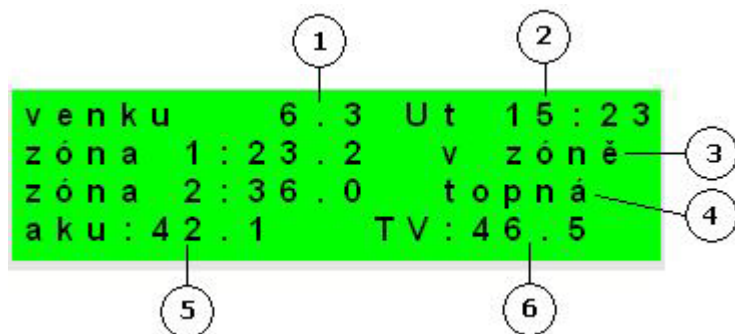 1 2
venku 6.3 Ut 15:23
zóna 1:23.2 v zóně 3
zóna 2:36.0 topná 4
aku:42.1 TV:46.5
5 6